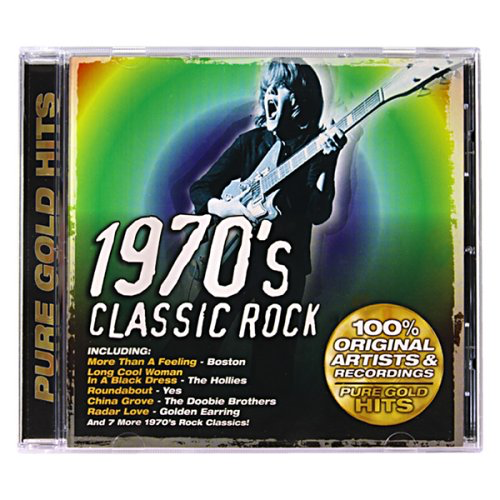 PURE GOLD HITS
1970's
CLASSIC ROCK
INCLUDING:
More Than A Feeling - Boston
Long Cool Woman
In A Black Dress - The Hollies
Roundabout - Yes
China Grove - The Doobie Brothers
Radar Love - Golden Earring
And 7 More 1970's Rock Classics!
100%
ORIGINAL
ARTISTS &
RECORDINGS
PURE GOLD
HITS